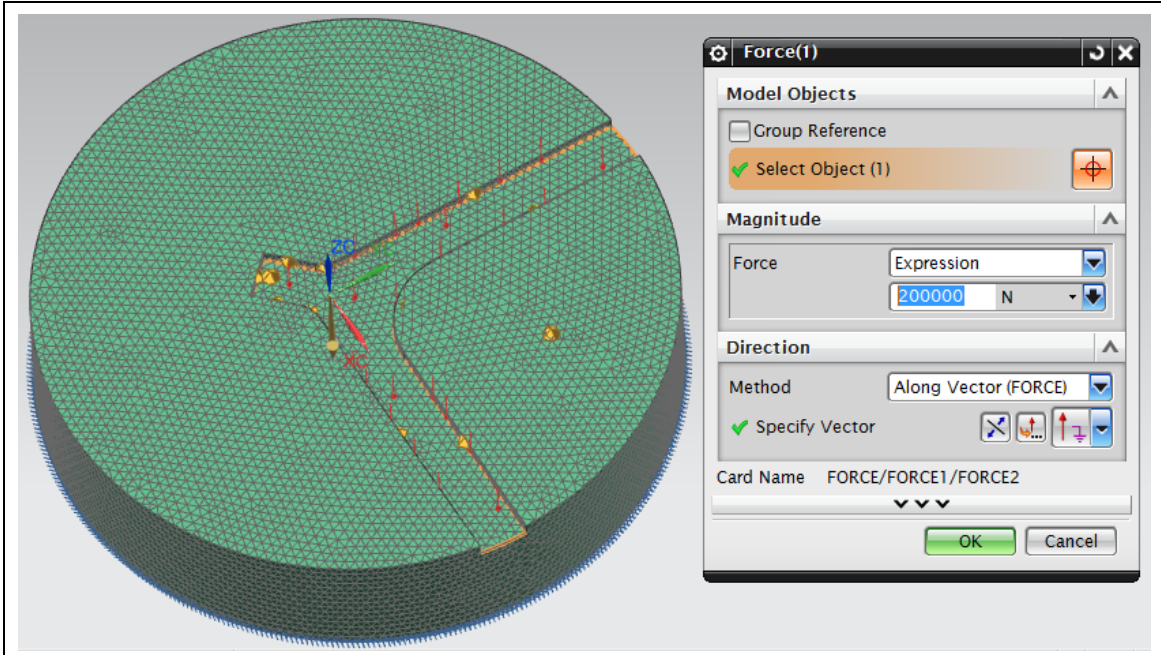 Force(1)
Model Objects
Group Reference
Select Object (1)
Magnitude
Force Expression
200000 N
Direction
Method Along Vector (FORCE)
Specify Vector
Card Name FORCE/FORCE1/FORCE2
OK Cancel
ZC
XC